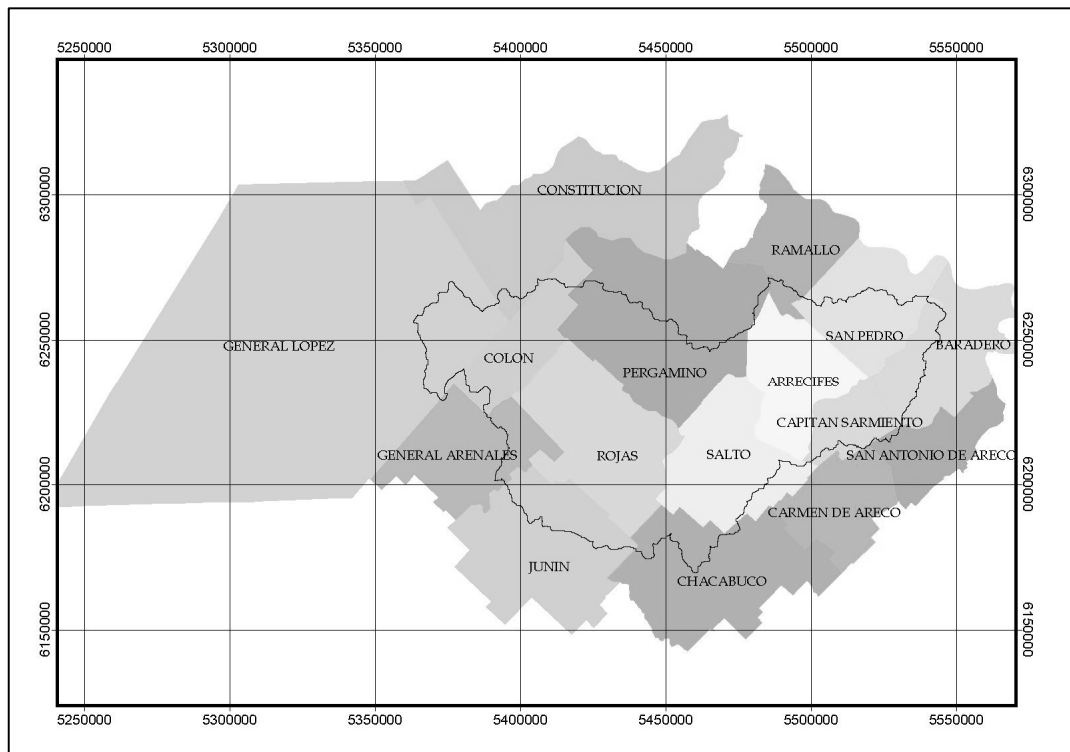 5250000 5300000 5350000 5400000 5450000 5500000 5550000
6300000 6300000
CONSTITUCION
RAMALLO
6250000 6250000
SAN PEDRO
GENERAL LOPEZ
BARADERO
COLON
PERGAMINO
ARRECIFES
CAPITAN SARMIENTO
GENERAL ARENALES
ROJAS
SALTO
SAN ANTONIO DE ARECO
6200000 6200000
CARMEN DE ARECO
JUNIN
CHACABUCO
6150000 6150000
5250000 5300000 5350000 5400000 5450000 5500000 5550000